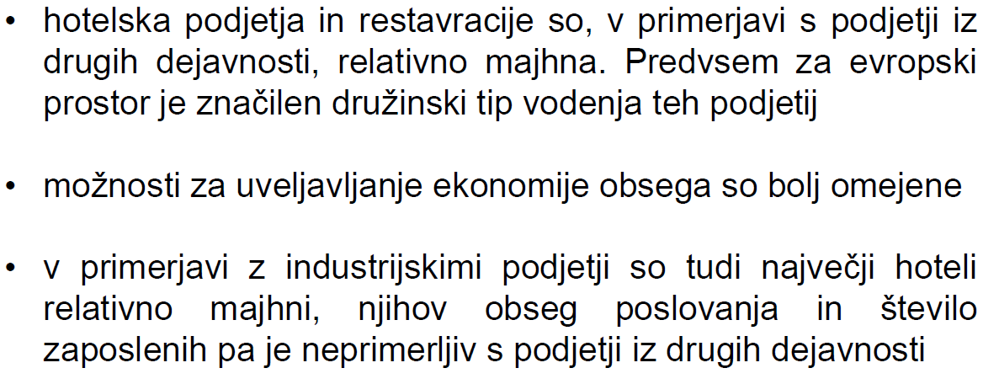 • hotelska podjetja in restavracije so, v primerjavi s podjetji iz
drugih dejavnosti, relativno majhna. Predvsem za evropski
prostor je značilen družinski tip vodenja teh podjetij
• možnosti za uveljavljanje ekonomije obsega so bolj omejene
• v primerjavi z industrijskimi podjetji so tudi največji hoteli
relativno majhni, njihov obseg poslovanja in število
zaposlenih pa je neprimerljiv s podjetji iz drugih dejavnosti